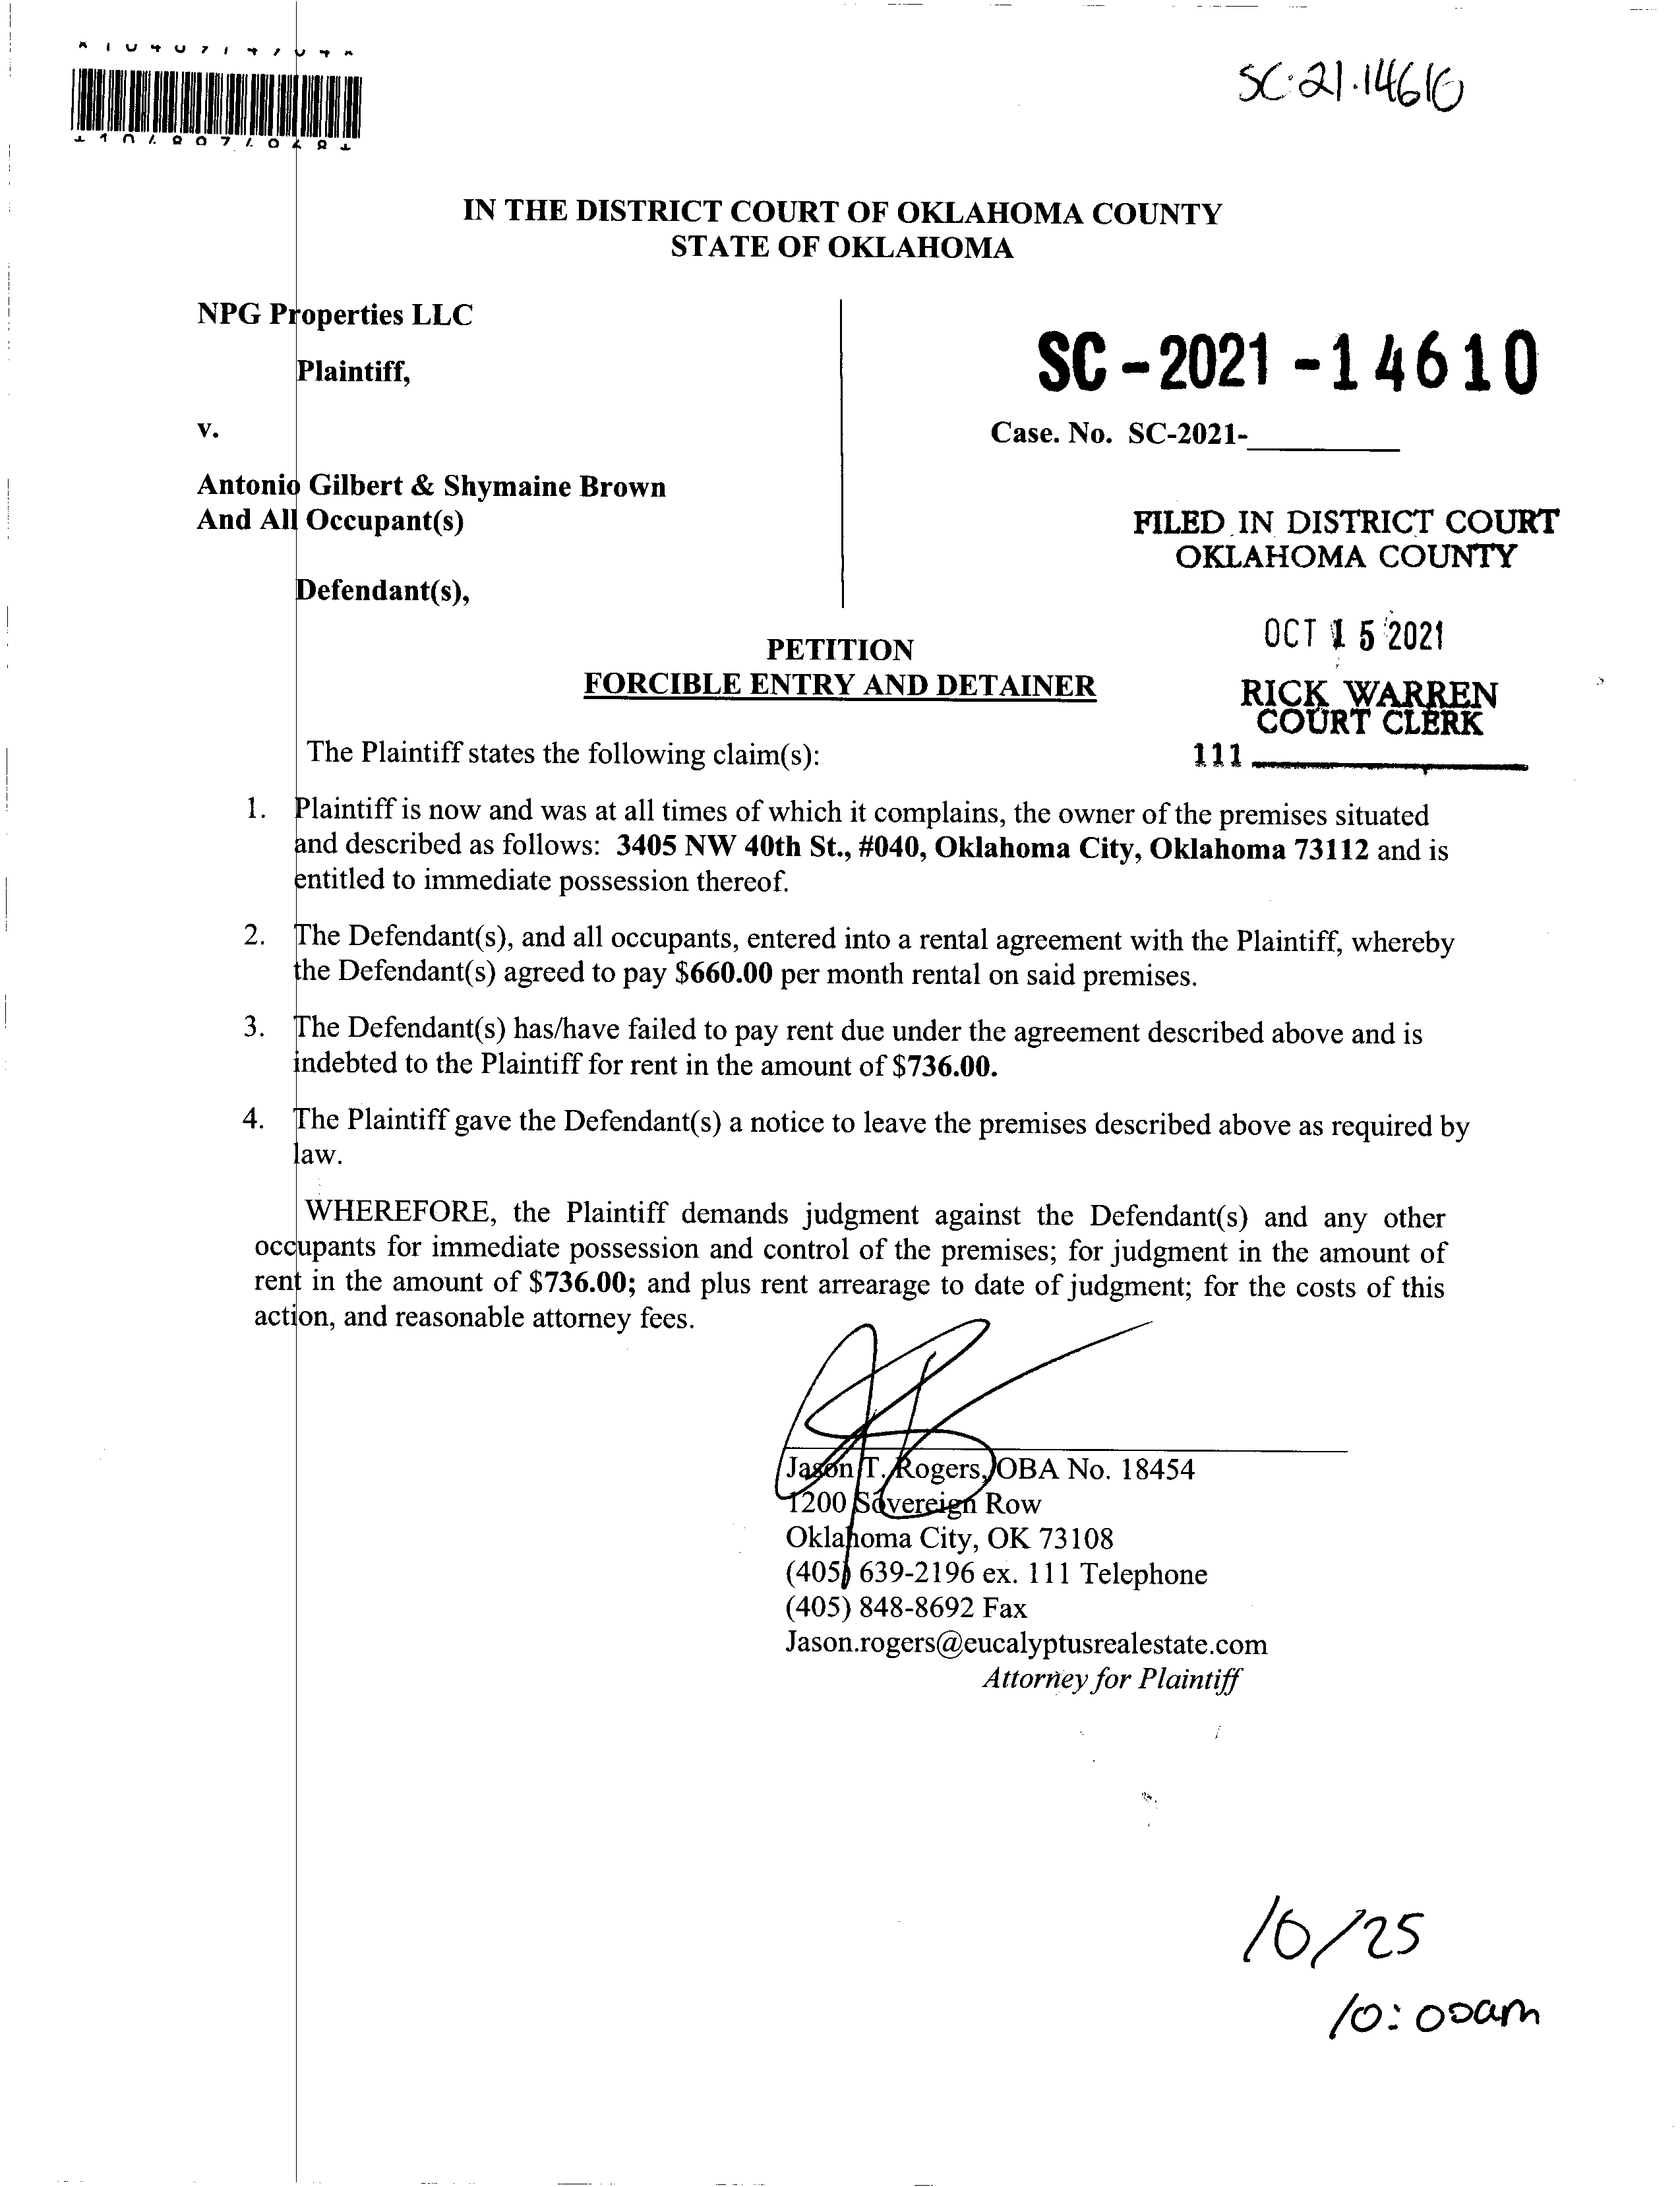 SC-21-14610
IN THE DISTRICT COURT OF OKLAHOMA COUNTY
STATE OF OKLAHOMA
NPG Properties LLC
Plaintiff,
v.
Antonio Gilbert & Shymaine Brown
And All Occupant(s)
Defendant(s),
SC-2021-14610
Case. No. SC-2021-________
FILED IN DISTRICT COURT
OKLAHOMA COUNTY
OCT 15 2021
RICK WARREN
COURT CLERK
111
PETITION
FORCIBLE ENTRY AND DETAINER
The Plaintiff states the following claim(s):
1. Plaintiff is now and was at all times of which it complains, the owner of the premises situated
and described as follows: 3405 NW 40th St., #040, Oklahoma City, Oklahoma 73112 and is
entitled to immediate possession thereof.
2. The Defendant(s), and all occupants, entered into a rental agreement with the Plaintiff, whereby
the Defendant(s) agreed to pay $660.00 per month rental on said premises.
3. The Defendant(s) has/have failed to pay rent due under the agreement described above and is
indebted to the Plaintiff for rent in the amount of $736.00.
4. The Plaintiff gave the Defendant(s) a notice to leave the premises described above as required by
law.
WHEREFORE, the Plaintiff demands judgment against the Defendant(s) and any other
occupants for immediate possession and control of the premises; for judgment in the amount of
rent in the amount of $736.00; and plus rent arrearage to date of judgment; for the costs of this
action, and reasonable attorney fees.
Jason T. Rogers, OBA No. 18454
1200 Sovereign Row
Oklahoma City, OK 73108
(405) 639-2196 ex. 111 Telephone
(405) 848-8692 Fax
Jason.rogers@eucalyptusrealestate.com
Attorney for Plaintiff
10/25
10:00am